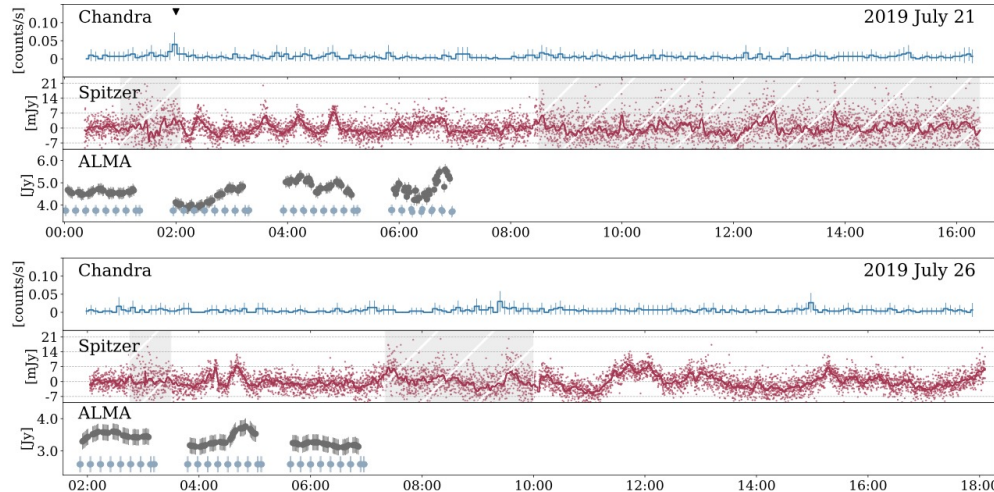 Chandra 2019 July 21
0.10
0.05
0
[counts/s]
Spitzer
21
14
7
0
-7
[mJy]
ALMA
6.0
5.0
4.0
[Jy]
00:00 02:00 04:00 06:00 08:00 10:00 12:00 14:00 16:00
Chandra 2019 July 26
0.10
0.05
0
[counts/s]
Spitzer
21
14
7
0
-7
[mJy]
ALMA
4.0
3.0
[Jy]
02:00 04:00 06:00 08:00 10:00 12:00 14:00 16:00 18:00